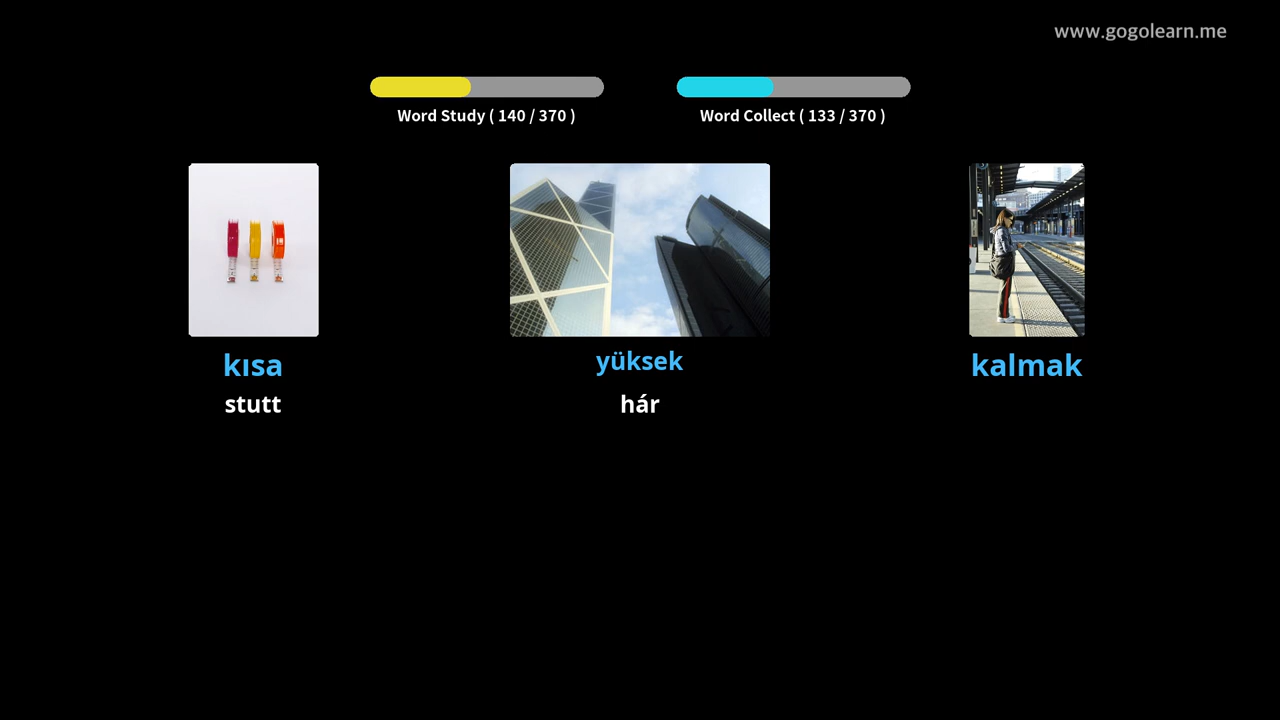 www.gogolearn.me
Word Study ( 140 / 370 )
Word Collect ( 133 / 370 )
kısa
yüksek
kalmak
stutt
hár